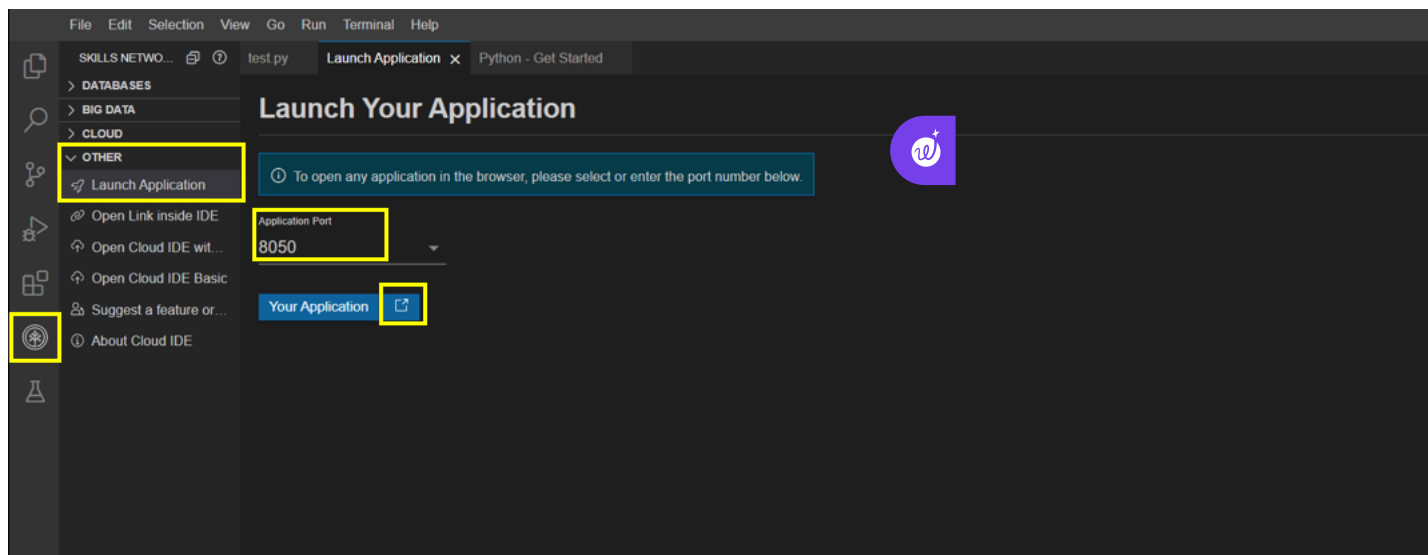 File Edit Selection View Go Run Terminal Help
SKILLS NETWO...
test.py Launch Application Python - Get Started
DATABASES
BIG DATA
CLOUD
OTHER
Launch Application
Open Link inside IDE
Open Cloud IDE wit...
Open Cloud IDE Basic
Suggest a feature or...
About Cloud IDE
Launch Your Application
To open any application in the browser, please select or enter the port number below.
Application Port
8050
Your Application
w